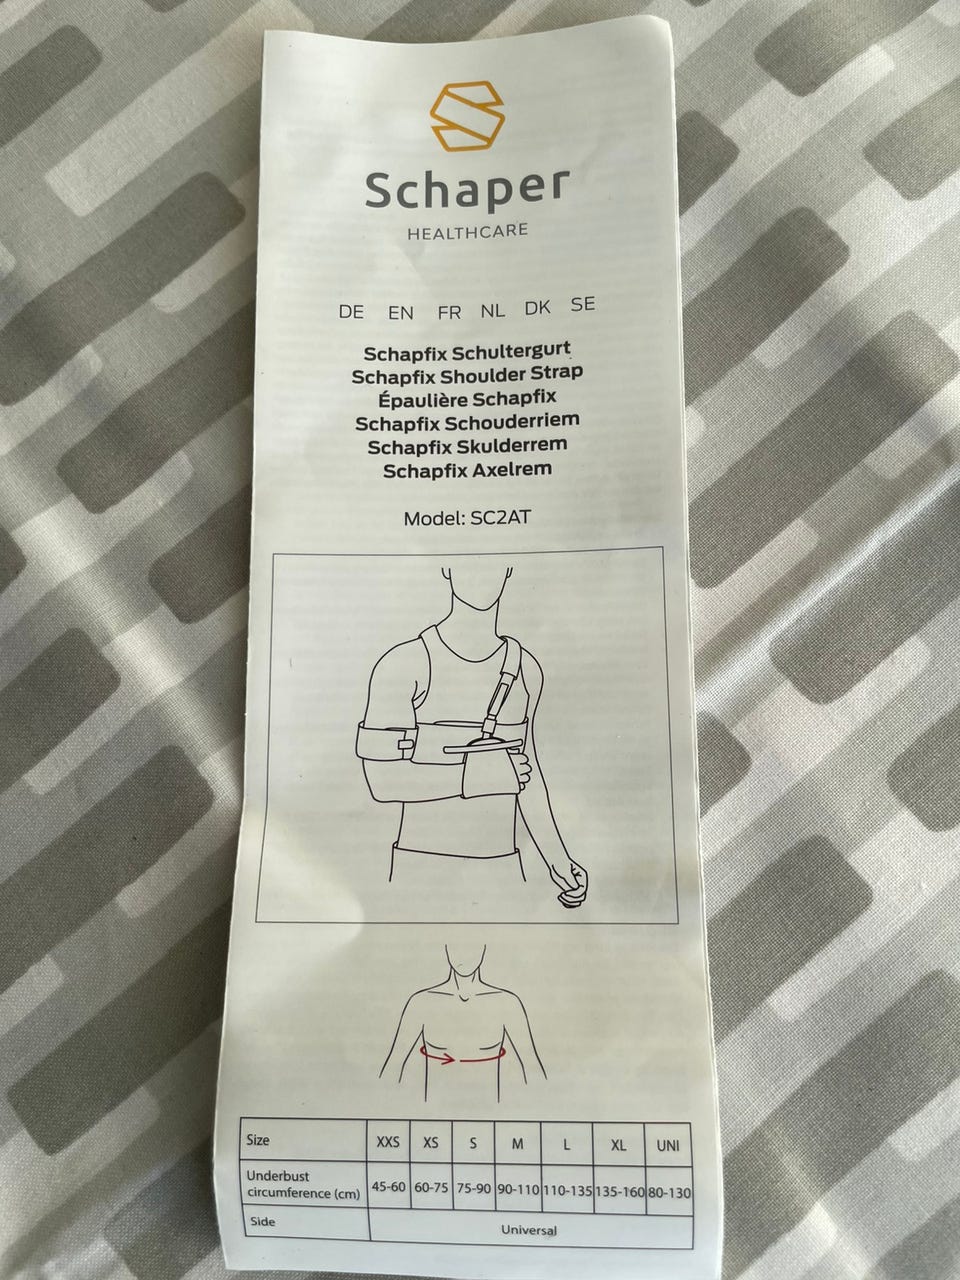 Schaper
HEALTHCARE
DE EN FR NL DK SE
Schapfix Schultergurt
Schapfix Shoulder Strap
Épaulière Schapfix
Schapfix Schouderriem
Schapfix Skulderrem
Schapfix Axelrem
Model: SC2AT
Size XXS XS S M L XL UNI
Underbust
circumference (cm) 45-60 60-75 75-90 90-110 110-135 135-160 80-130
Side Universal